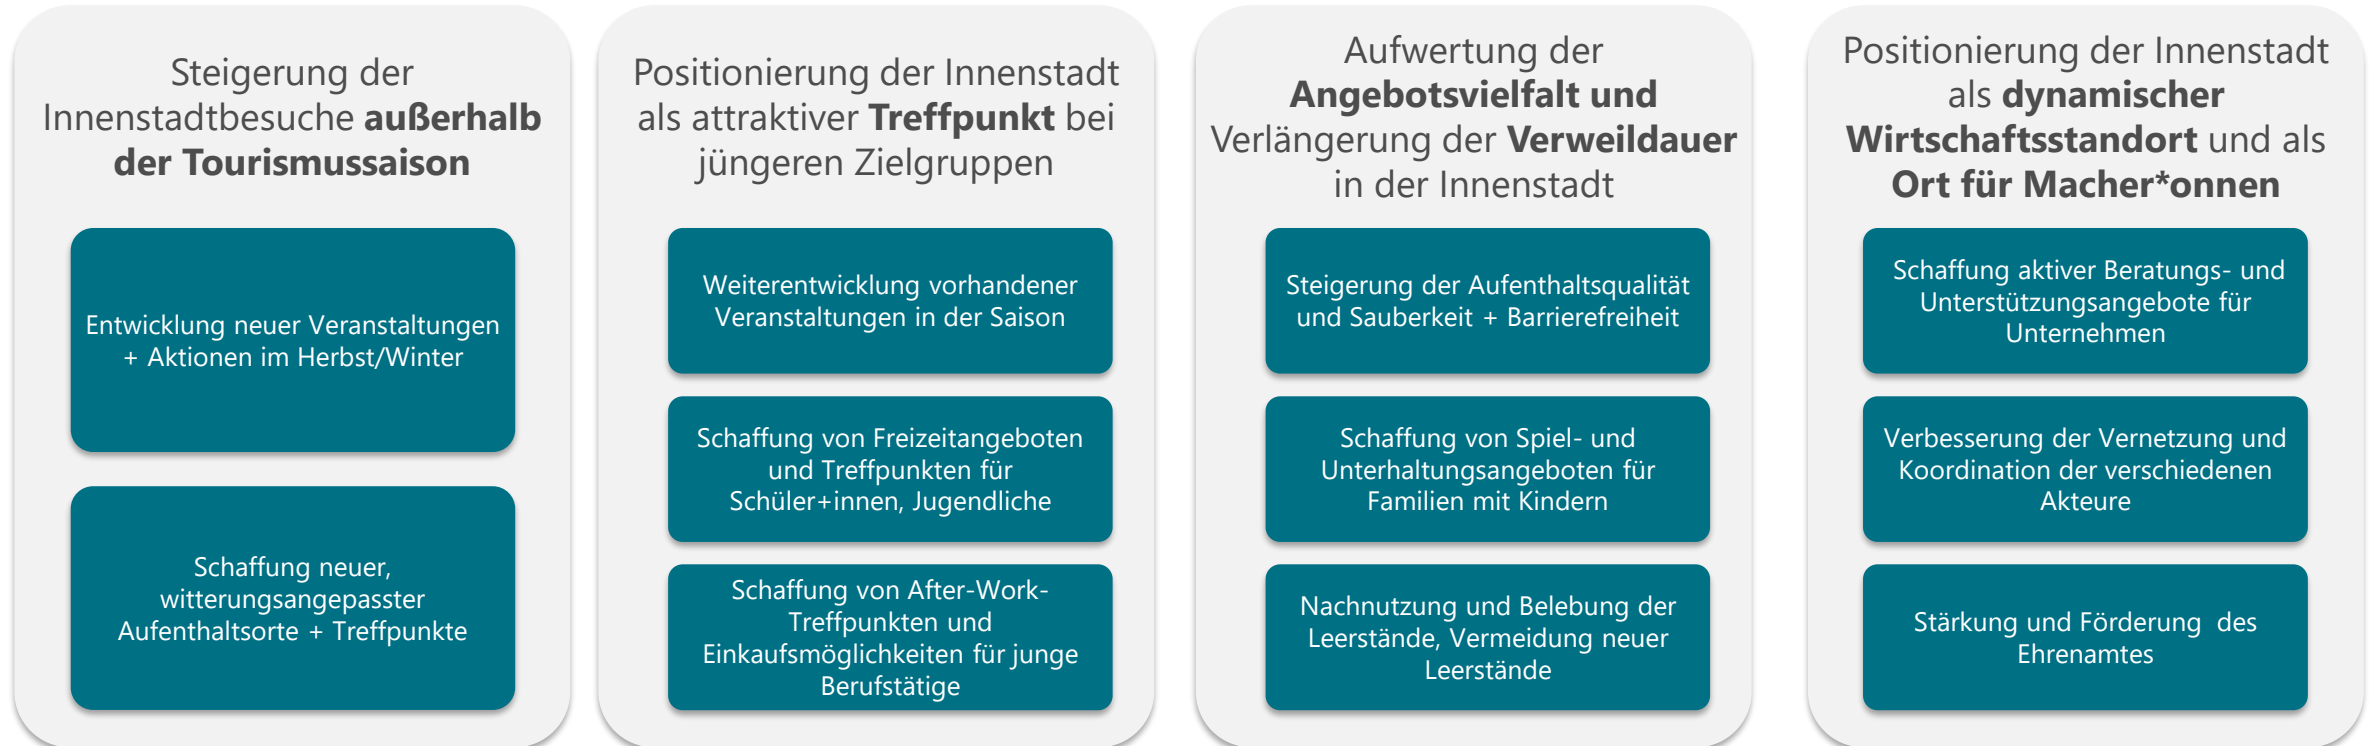 Steigerung der
Innenstadtbesuche außerhalb
der Tourismussaison
Entwicklung neuer Veranstaltungen
+ Aktionen im Herbst/Winter
Schaffung neuer,
witterungsangepasster
Aufenthaltsorte + Treffpunkte
Positionierung der Innenstadt
als attraktiver Treffpunkt bei
jüngeren Zielgruppen
Weiterentwicklung vorhandener
Veranstaltungen in der Saison
Schaffung von Freizeitangeboten
und Treffpunkten für
Schüler+innen, Jugendliche
Schaffung von After-Work-
Treffpunkten und
Einkaufsmöglichkeiten für junge
Berufstätige
Aufwertung der
Angebotsvielfalt und
Verlängerung der Verweildauer
in der Innenstadt
Steigerung der Aufenthaltsqualität
und Sauberkeit + Barrierefreiheit
Schaffung von Spiel- und
Unterhaltungsangeboten für
Familien mit Kindern
Nachnutzung und Belebung der
Leerstände, Vermeidung neuer
Leerstände
Positionierung der Innenstadt
als dynamischer
Wirtschaftsstandort und als
Ort für Macher*onnen
Schaffung aktiver Beratungs- und
Unterstützungsangebote für
Unternehmen
Verbesserung der Vernetzung und
Koordination der verschiedenen
Akteure
Stärkung und Förderung  des
Ehrenamtes